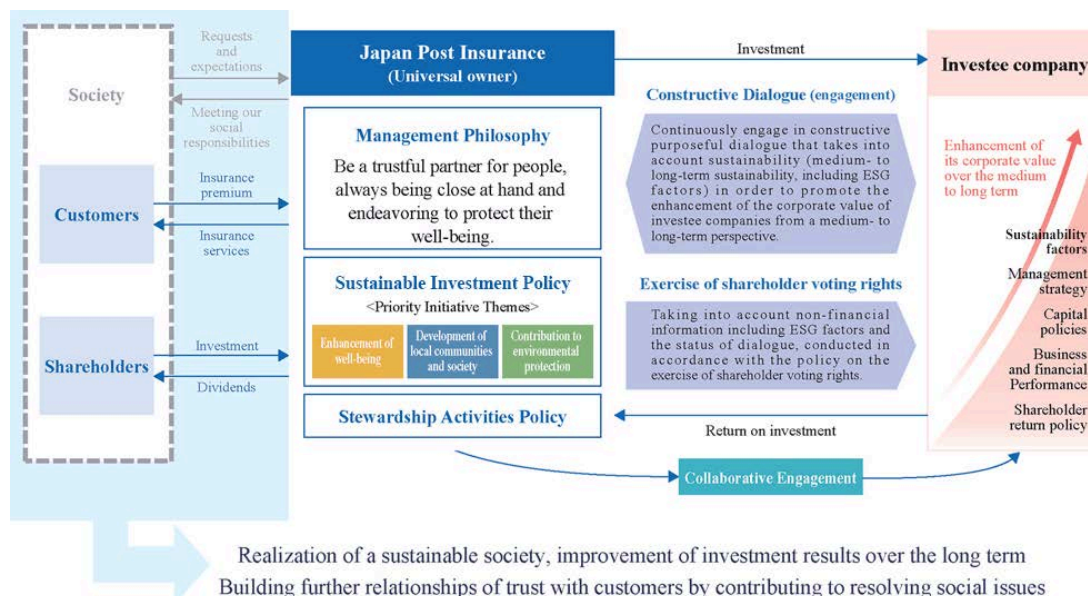 Society
Requests
and
expectations
Meeting our
social
responsibilities
Customers
Insurance
premium
Insurance
services
Shareholders
Investment
Dividends
Japan Post Insurance
(Universal owner)
Management Philosophy
Be a trustful partner for people,
always being close at hand and
endeavoring to protect their
well-being.
Sustainable Investment Policy
<Priority Initiative Themes>
Enhancement of
well-being
Development of
local communities
and society
Contribution to
environmental
protection
Stewardship Activities Policy
Investment
Constructive Dialogue (engagement)
Continuously engage in constructive
purposeful dialogue that takes into
account sustainability (medium- to
long-term sustainability, including ESG
factors) in order to promote the
enhancement of the corporate value of
investee companies from a medium- to
long-term perspective.
Exercise of shareholder voting rights
Taking into account non-financial
information including ESG factors and
the status of dialogue, conducted in
accordance with the policy on the
exercise of shareholder voting rights.
Return on investment
Collaborative Engagement
Investee company
Enhancement of
its corporate value
over the medium
to long term
Sustainability
factors
Management
strategy
Capital
policies
Business
and financial
Performance
Shareholder
return policy
Realization of a sustainable society, improvement of investment results over the long term
Building further relationships of trust with customers by contributing to resolving social issues